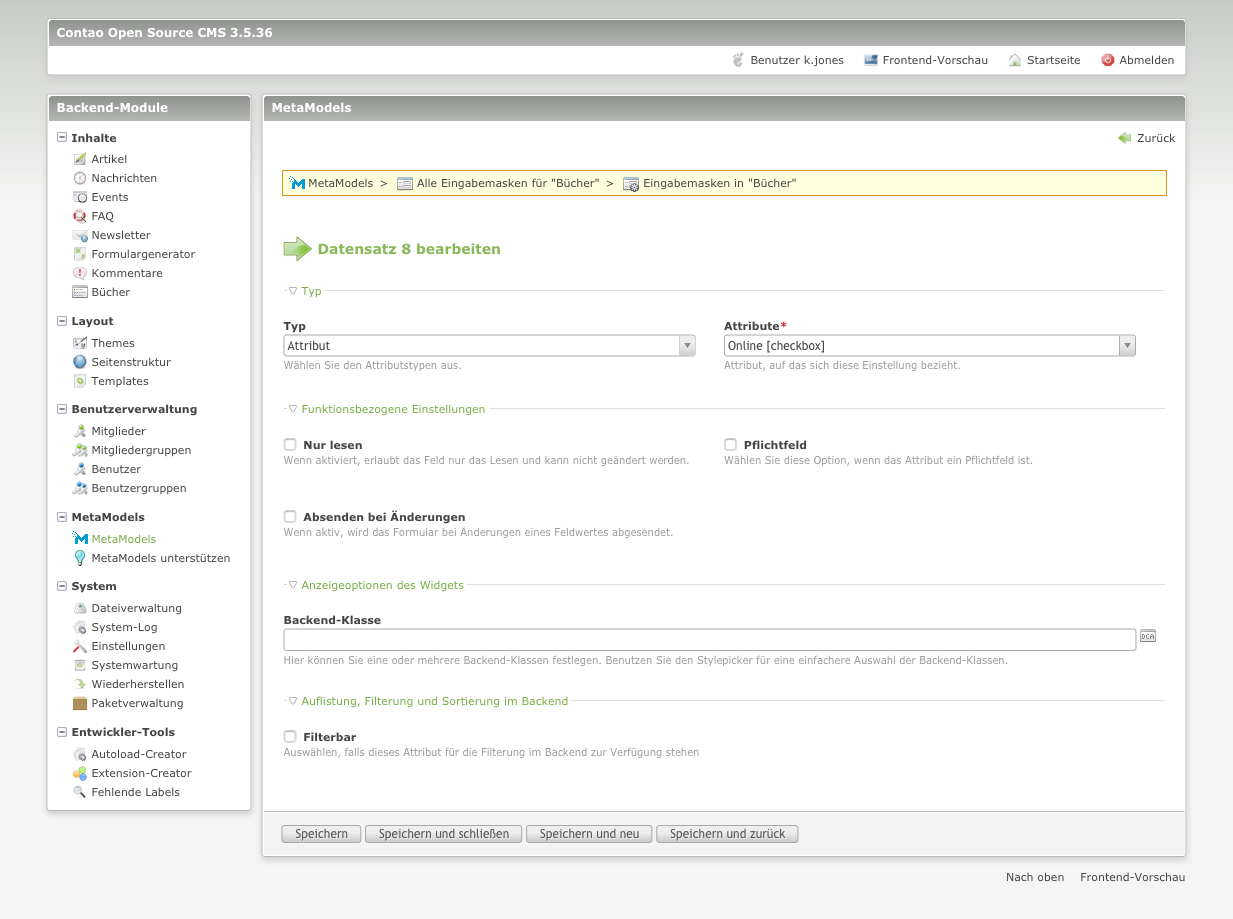 Contao Open Source CMS 3.5.36
Benutzer k.jones Frontend-Vorschau Startseite Abmelden
Backend-Module
Inhalte
Artikel
Nachrichten
Events
FAQ
Newsletter
Formulargenerator
Kommentare
Bücher
Layout
Themes
Seitenstruktur
Templates
Benutzerverwaltung
Mitglieder
Mitgliedergruppen
Benutzer
Benutzergruppen
MetaModels
MetaModels
MetaModels unterstützen
System
Dateiverwaltung
System-Log
Einstellungen
Systemwartung
Wiederherstellen
Paketverwaltung
Entwickler-Tools
Autoload-Creator
Extension-Creator
Fehlende Labels
MetaModels
Zurück
MetaModels > Alle Eingabemasken für "Bücher" > Eingabemasken in "Bücher"
Datensatz 8 bearbeiten
Typ
Typ
Attribut
Wählen Sie den Attributstypen aus.
Attribute*
Online [checkbox]
Attribut, auf das sich diese Einstellung bezieht.
Funktionsbezogene Einstellungen
Nur lesen
Wenn aktiviert, erlaubt das Feld nur das Lesen und kann nicht geändert werden.
Pflichtfeld
Wählen Sie diese Option, wenn das Attribut ein Pflichtfeld ist.
Absenden bei Änderungen
Wenn aktiv, wird das Formular bei Änderungen eines Feldwertes abgesendet.
Anzeigeoptionen des Widgets
Backend-Klasse
DCA
Hier können Sie eine oder mehrere Backend-Klassen festlegen. Benutzen Sie den Stylepicker für eine einfachere Auswahl der Backend-Klassen.
Auflistung, Filterung und Sortierung im Backend
Filterbar
Auswählen, falls dieses Attribut für die Filterung im Backend zur Verfügung stehen
Speichern Speichern und schließen Speichern und neu Speichern und zurück
Nach oben Frontend-Vorschau